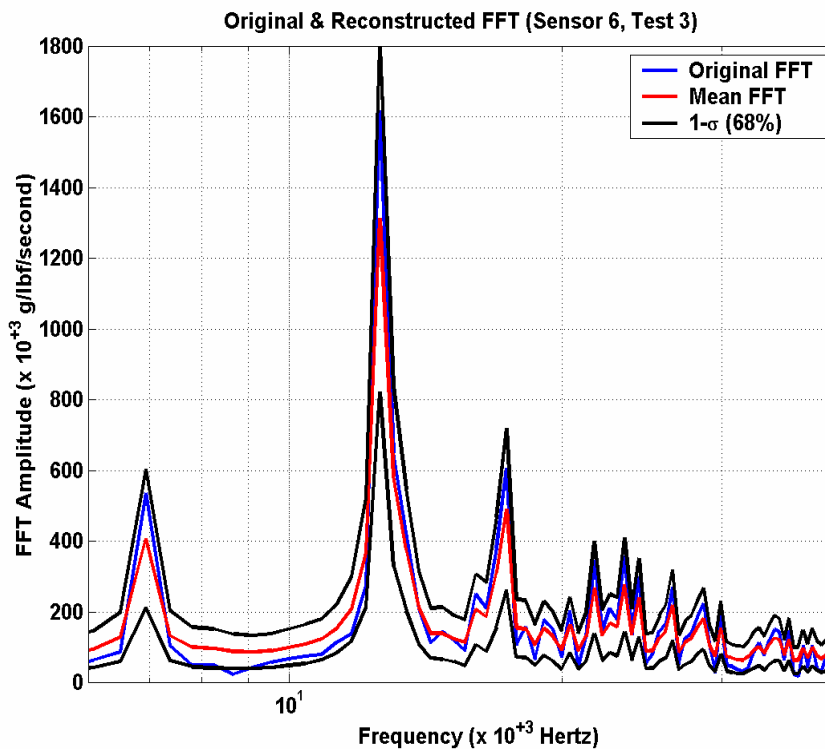 Original & Reconstructed FFT (Sensor 6, Test 3)
1800
1600
1400
1200
1000
800
600
400
200
0
FFT Amplitude (x 10+3 g/lbf/second)
Original FFT
Mean FFT
1-σ (68%)
10¹
Frequency (x 10+3 Hertz)